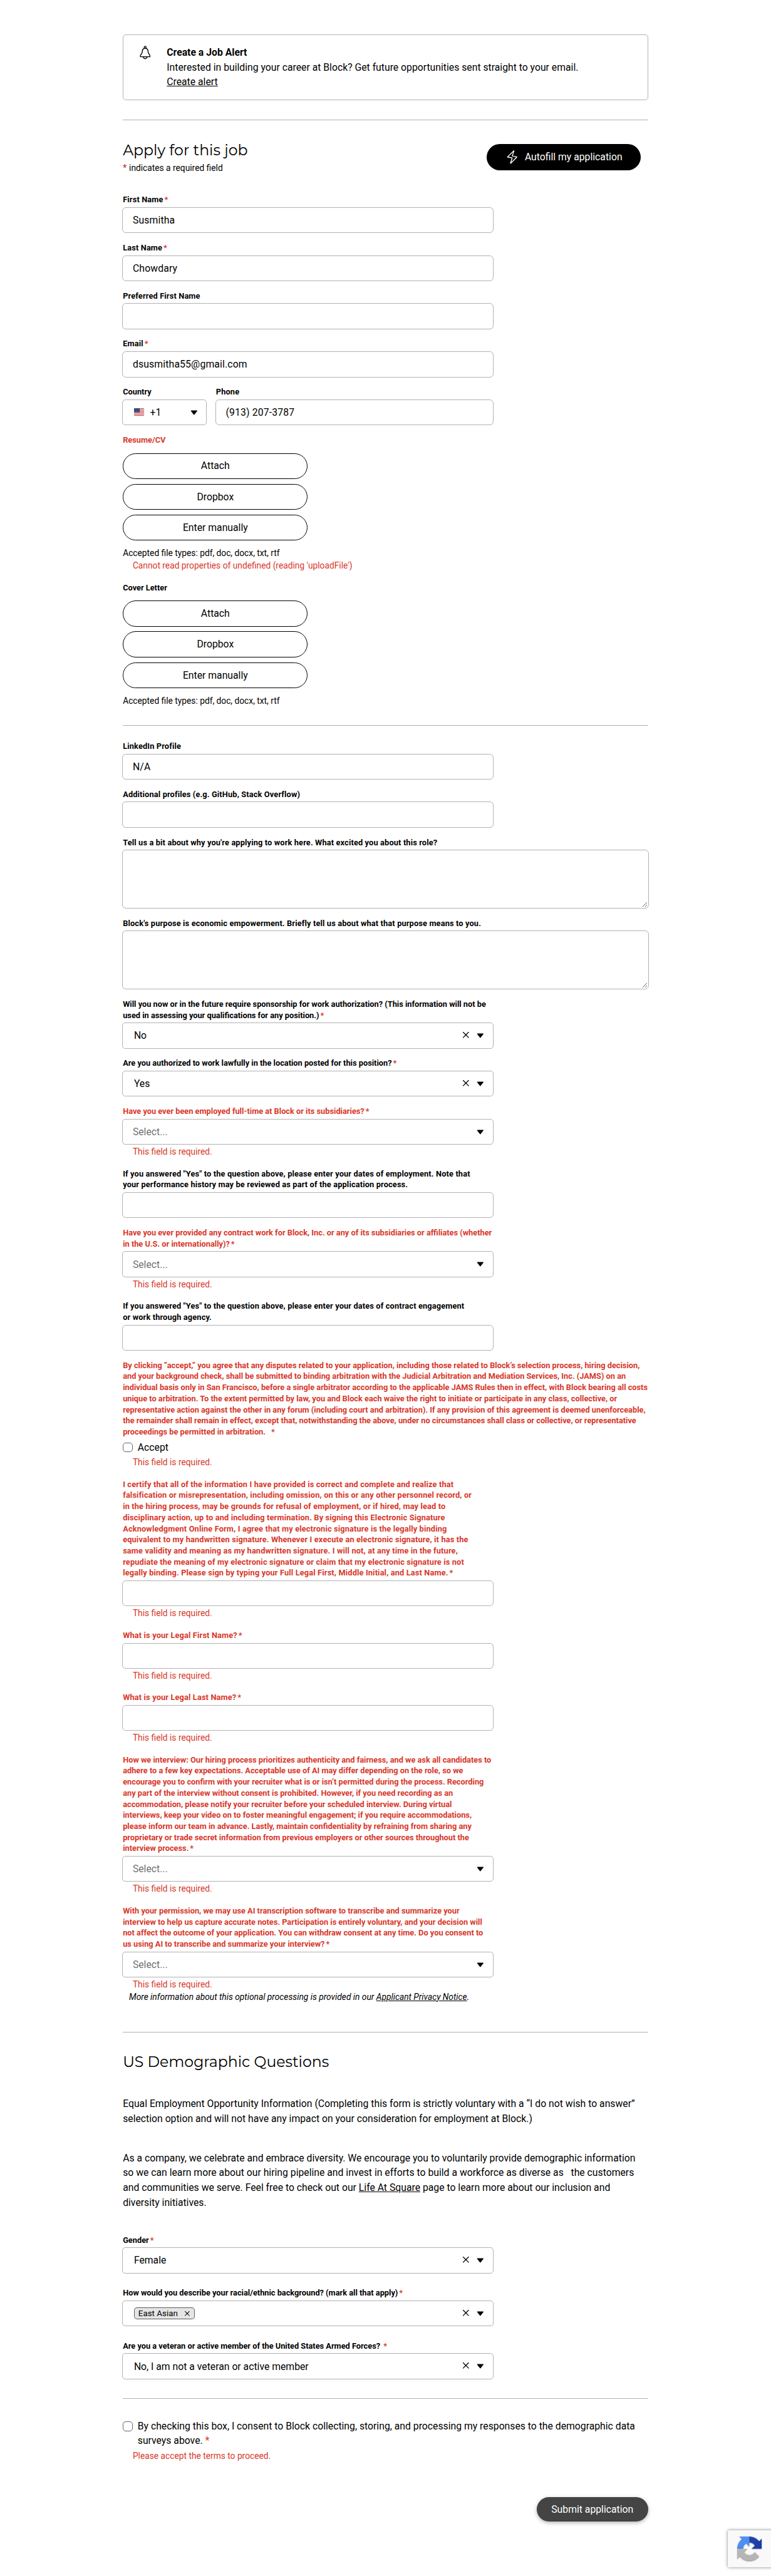 Create a Job Alert
Interested in building your career at Block? Get future opportunities sent straight to your email.
Create alert
Apply for this job
* indicates a required field
Autofill my application
First Name *
Susmitha
Last Name *
Chowdary
Preferred First Name
Email *
dsusmitha55@gmail.com
Country
Phone
+1
(913) 207-3787
Resume/CV
Attach
Dropbox
Enter manually
Accepted file types: pdf, doc, docx, txt, rtf
Cannot read properties of undefined (reading 'uploadFile')
Cover Letter
Attach
Dropbox
Enter manually
Accepted file types: pdf, doc, docx, txt, rtf
LinkedIn Profile
N/A
Additional profiles (e.g. GitHub, Stack Overflow)
Tell us a bit about why you're applying to work here. What excited you about this role?
Block's purpose is economic empowerment. Briefly tell us about what that purpose means to you.
Will you now or in the future require sponsorship for work authorization? (This information will not be
used in assessing your qualifications for any position.) *
No
Are you authorized to work lawfully in the location posted for this position? *
Yes
Have you ever been employed full-time at Block or its subsidiaries? *
Select...
This field is required.
If you answered "Yes" to the question above, please enter your dates of employment. Note that
your performance history may be reviewed as part of the application process.
Have you ever provided any contract work for Block, Inc. or any of its subsidiaries or affiliates (whether
in the U.S. or internationally)? *
Select...
This field is required.
If you answered "Yes" to the question above, please enter your dates of contract engagement
or work through agency.
By clicking "accept," you agree that any disputes related to your application, including those related to Block's selection process, hiring decision,
and your background check, shall be submitted to binding arbitration with the Judicial Arbitration and Mediation Services, Inc. (JAMS) on an
individual basis only in San Francisco, before a single arbitrator according to the applicable JAMS Rules then in effect, with Block bearing all costs
unique to arbitration. To the extent permitted by law, you and Block each waive the right to initiate or participate in any class, collective, or
representative action against the other in any forum (including court and arbitration). If any provision of this agreement is deemed unenforceable,
the remainder shall remain in effect, except that, notwithstanding the above, under no circumstances shall class or collective, or representative
proceedings be permitted in arbitration. *
Accept
This field is required.
I certify that all of the information I have provided is correct and complete and realize that
falsification or misrepresentation, including omission, on this or any other personnel record, or
in the hiring process, may be grounds for refusal of employment, or if hired, may lead to
disciplinary action, up to and including termination. By signing this Electronic Signature
Acknowledgment Online Form, I agree that my electronic signature is the legally binding
equivalent to my handwritten signature. Whenever I execute an electronic signature, it has the
same validity and meaning as my handwritten signature. I will not, at any time in the future,
repudiate the meaning of my electronic signature or claim that my electronic signature is not
legally binding. Please sign by typing your Full Legal First, Middle Initial, and Last Name. *
This field is required.
What is your Legal First Name? *
This field is required.
What is your Legal Last Name? *
This field is required.
How we interview: Our hiring process prioritizes authenticity and fairness, and we ask all candidates to
adhere to a few key expectations. Acceptable use of AI may differ depending on the role, so we
encourage you to confirm with your recruiter what is or isn't permitted during the process. Recording
any part of the interview without consent is prohibited. However, if you need recording as an
accommodation, please notify your recruiter before your scheduled interview. During virtual
interviews, keep your video on to foster meaningful engagement; if you require accommodations,
please inform our team in advance. Lastly, maintain confidentiality by refraining from sharing any
proprietary or trade secret information from previous employers or other sources throughout the
interview process. *
Select...
This field is required.
With your permission, we may use AI transcription software to transcribe and summarize your
interview to help us capture accurate notes. Participation is entirely voluntary, and your decision will
not affect the outcome of your application. You can withdraw consent at any time. Do you consent to
us using AI to transcribe and summarize your interview? *
Select...
This field is required.
More information about this optional processing is provided in our Applicant Privacy Notice.
US Demographic Questions
Equal Employment Opportunity Information (Completing this form is strictly voluntary with a "I do not wish to answer"
selection option and will not have any impact on your consideration for employment at Block.)
As a company, we celebrate and embrace diversity. We encourage you to voluntarily provide demographic information
so we can learn more about our hiring pipeline and invest in efforts to build a workforce as diverse as the customers
and communities we serve. Feel free to check out our Life At Square page to learn more about our inclusion and
diversity initiatives.
Gender *
Female
How would you describe your racial/ethnic background? (mark all that apply) *
East Asian
Are you a veteran or active member of the United States Armed Forces? *
No, I am not a veteran or active member
By checking this box, I consent to Block collecting, storing, and processing my responses to the demographic data
surveys above. *
Please accept the terms to proceed.
Submit application